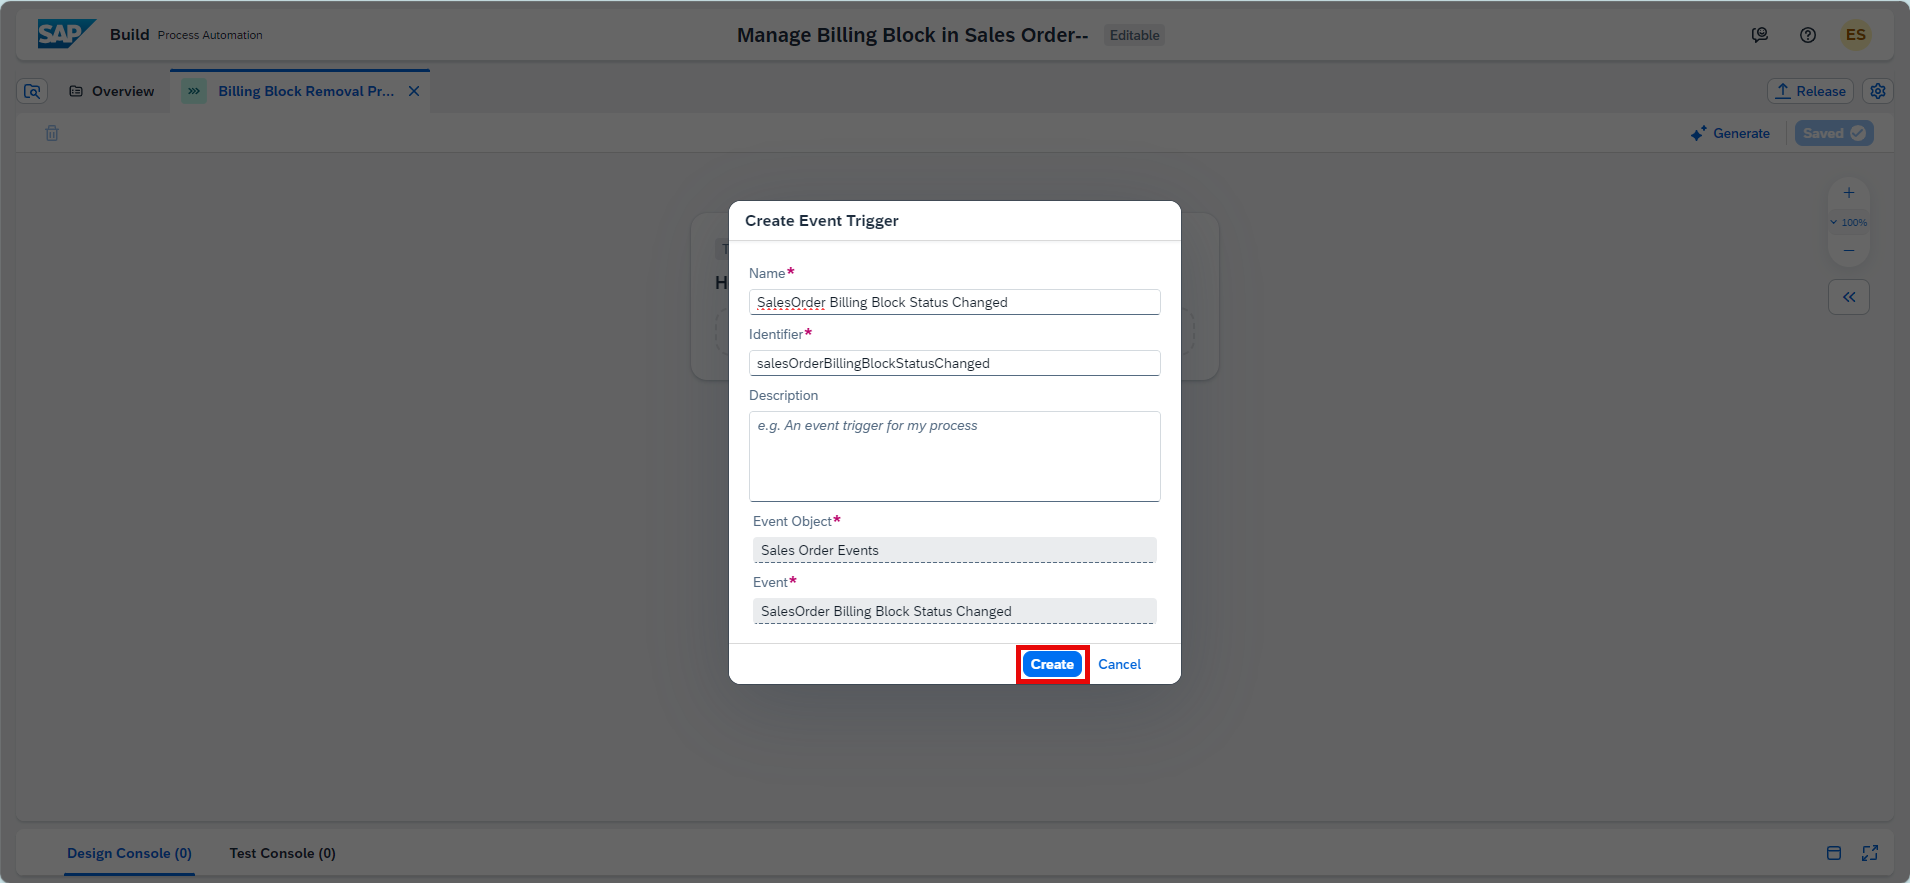 SAP Build Process Automation
Manage Billing Block in Sales Order-- Editable
ES
Overview
Billing Block Removal Pr...
Release
Generate
Saved
100%
Create Event Trigger
Name*
SalesOrder Billing Block Status Changed
Identifier*
salesOrderBillingBlockStatusChanged
Description
e.g. An event trigger for my process
Event Object*
Sales Order Events
Event*
SalesOrder Billing Block Status Changed
Create Cancel
Design Console (0) Test Console (0)